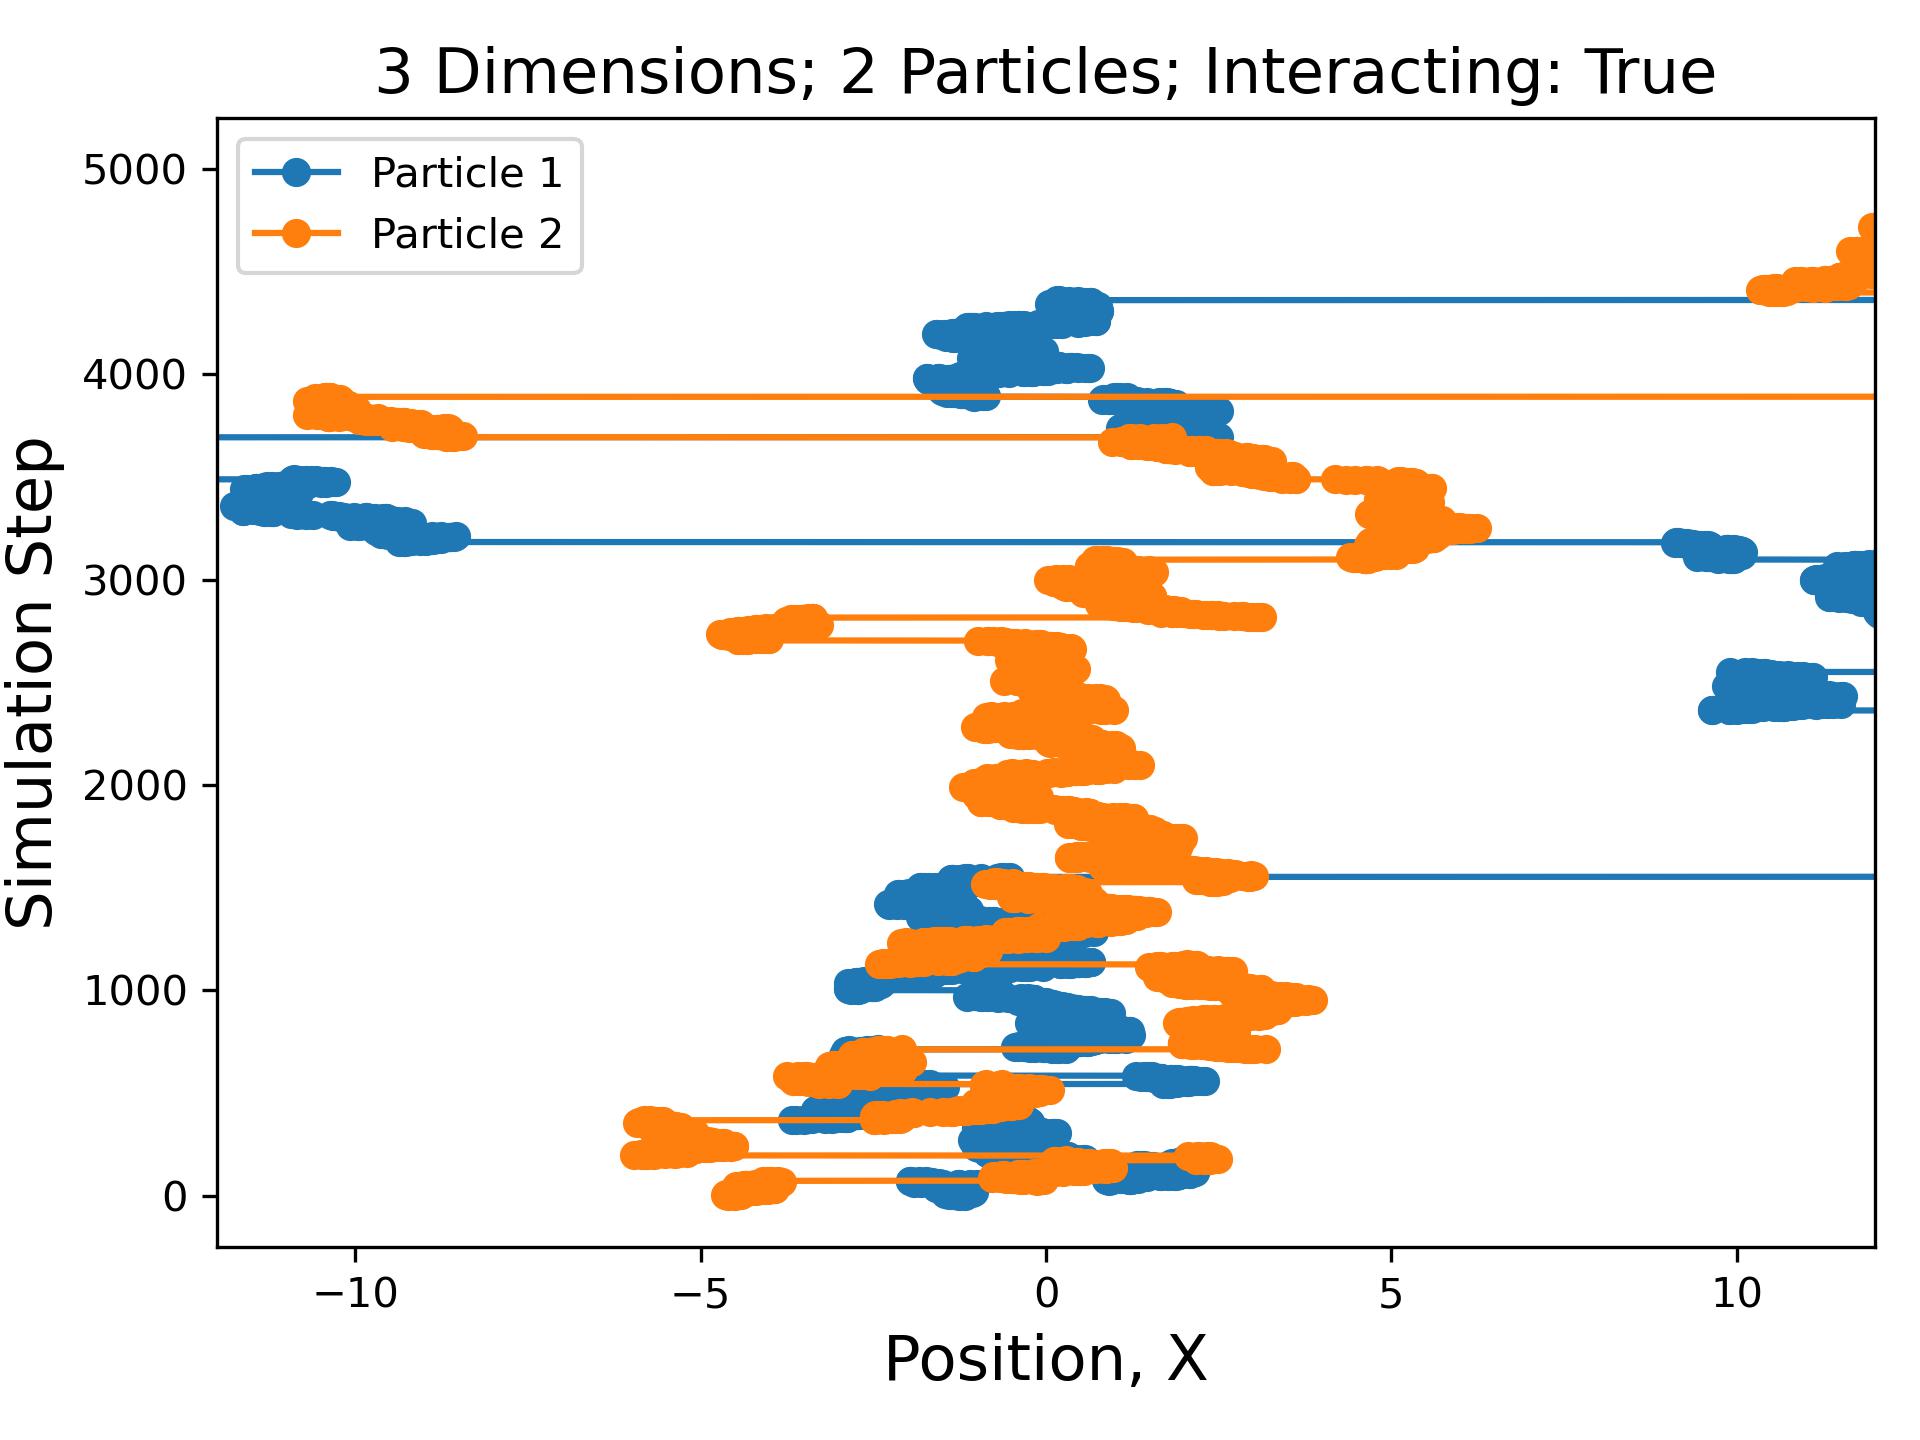 3 Dimensions; 2 Particles; Interacting: True
Particle 1
Particle 2
5000
4000
3000
2000
1000
0
Simulation Step
−10
−5
0
5
10
Position, X